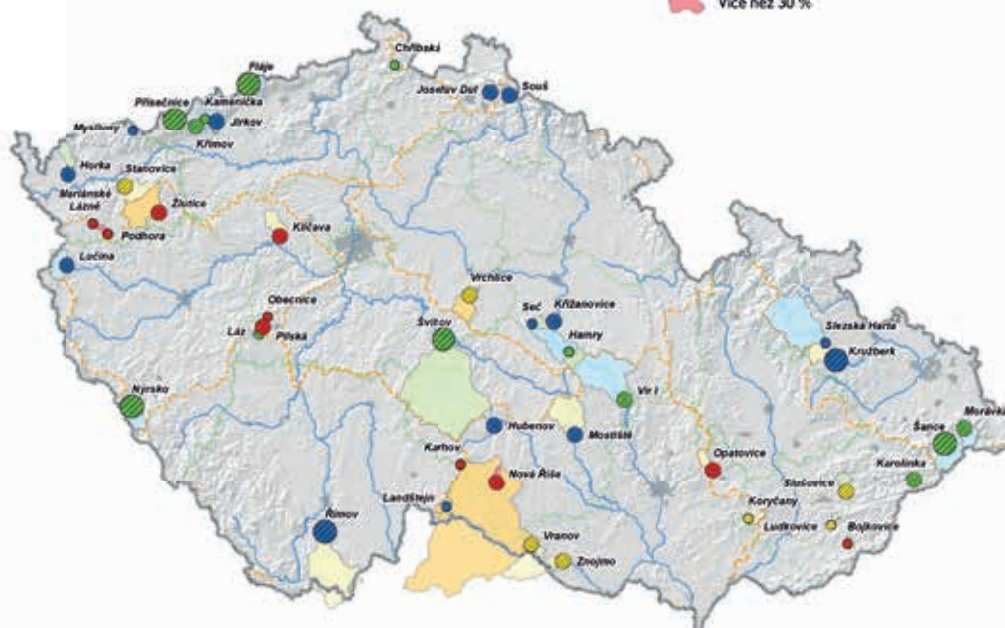 Více než 30 %
Chřibská
Fláje
Josefův Důl
Souš
Přísečnice
Kamenička
Jirkov
Myslivny
Křímov
Horka
Stanovice
Mariánské
Lázně
Žlutice
Podhora
Klíčava
Lučina
Vrchlice
Obecnice
Seč
Křižanovice
Láz
Pilská
Švihov
Hamry
Slezská Harta
Kružberk
Nýrsko
Vír I
Morávka
Hubenov
Mostiště
Šance
Karhov
Opatovice
Karolinka
Nová Říše
Slušovice
Landštejn
Koryčany
Římov
Ludkovice
Bojkovice
Vranov
Znojmo